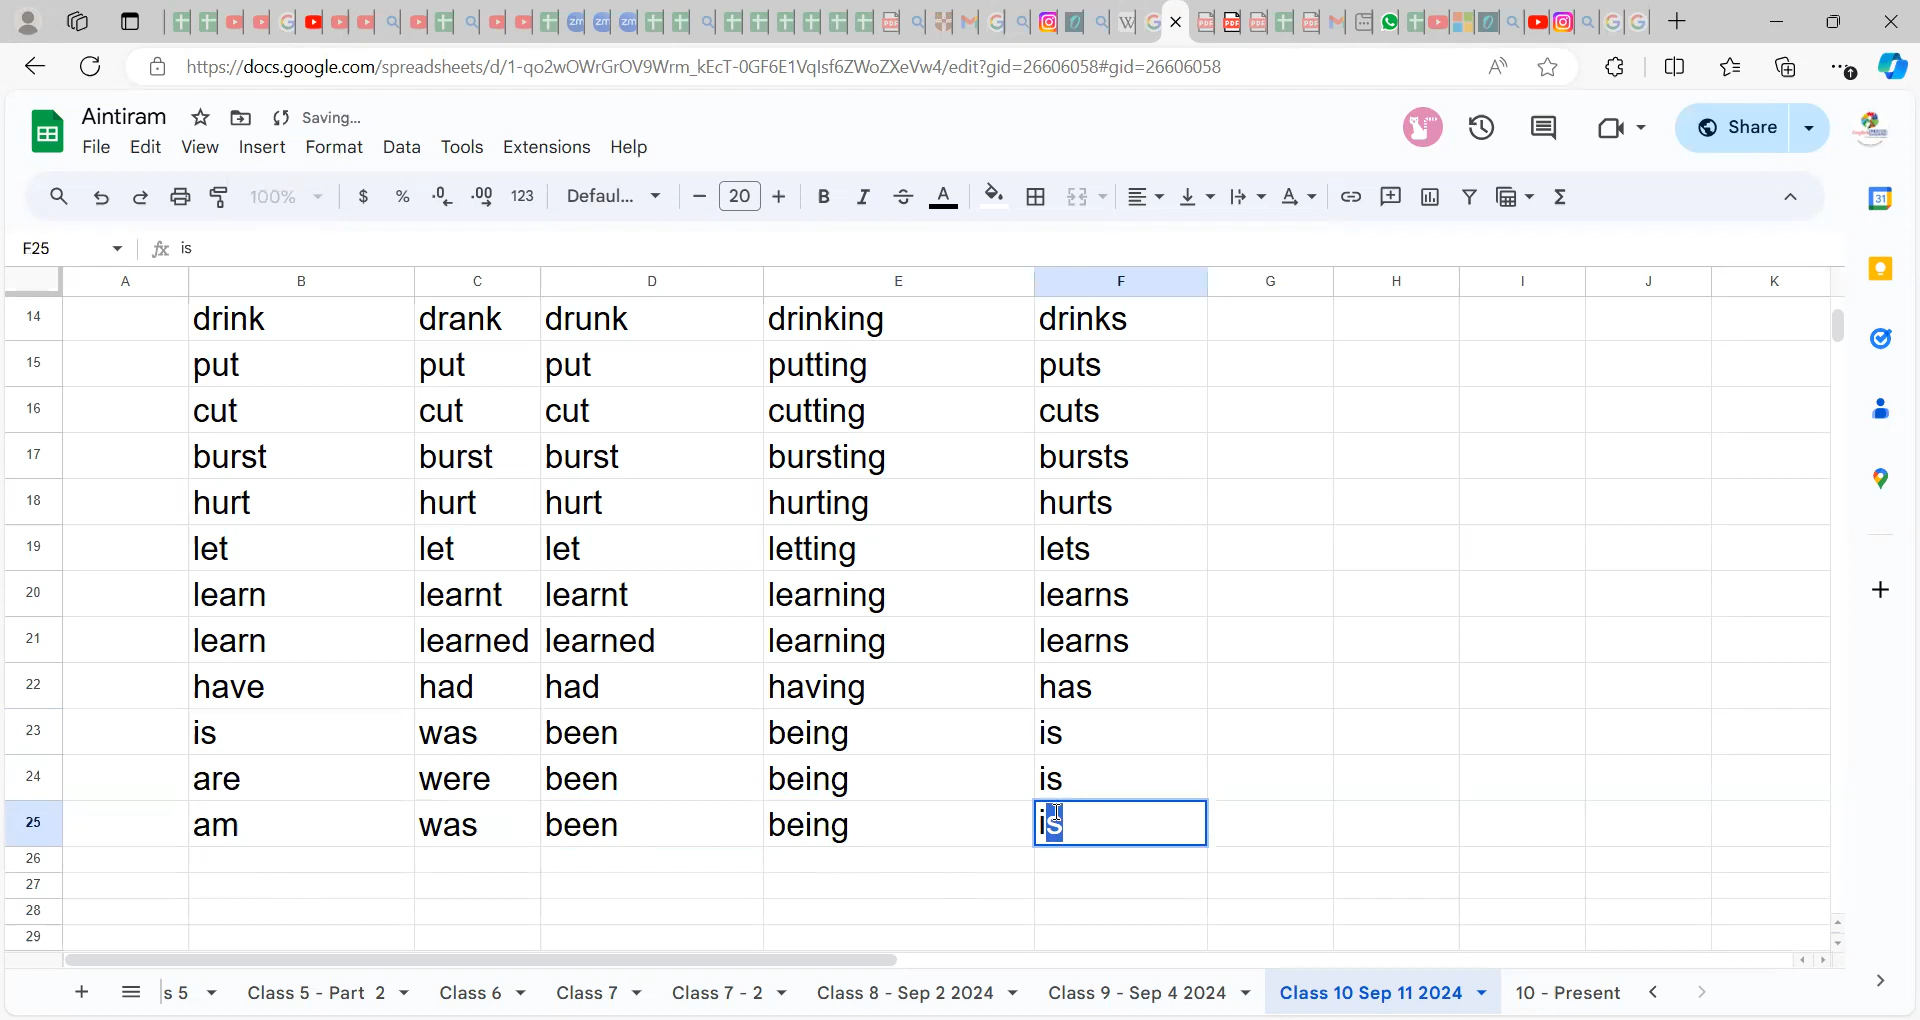 https://docs.google.com/spreadsheets/d/1-qo2wOWrGrOV9Wrm_kEcT-0GF6E1VqIsf6ZWoZXeVw4/edit?gid=26606058#gid=26606058
Aintiram Saving...
File Edit View Insert Format Data Tools Extensions Help
Share
100% $ % .0 .00 123 Defaul... 20 B I S A
F25 fx is
A B C D E F G H I J K
14 drink drank drunk drinking drinks
15 put put put putting puts
16 cut cut cut cutting cuts
17 burst burst burst bursting bursts
18 hurt hurt hurt hurting hurts
19 let let let letting lets
20 learn learnt learnt learning learns
21 learn learned learned learning learns
22 have had had having has
23 is was been being is
24 are were been being is
25 am was been being is
26
27
28
29
s 5 Class 5 - Part 2 Class 6 Class 7 Class 7 - 2 Class 8 - Sep 2 2024 Class 9 - Sep 4 2024 Class 10 Sep 11 2024 10 - Present